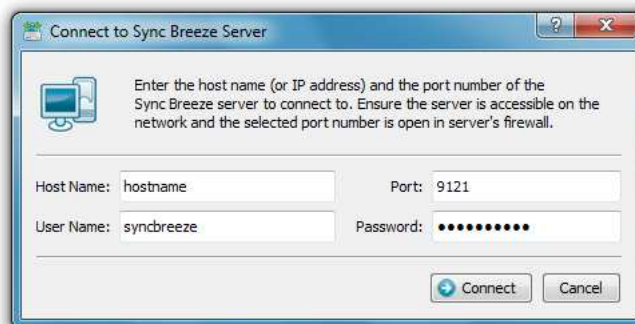 Connect to Sync Breeze Server
Enter the host name (or IP address) and the port number of the
Sync Breeze server to connect to. Ensure the server is accessible on the
network and the selected port number is open in server's firewall.
Host Name: hostname Port: 9121
User Name: syncbreeze Password: ●●●●●●●●●●
Connect Cancel